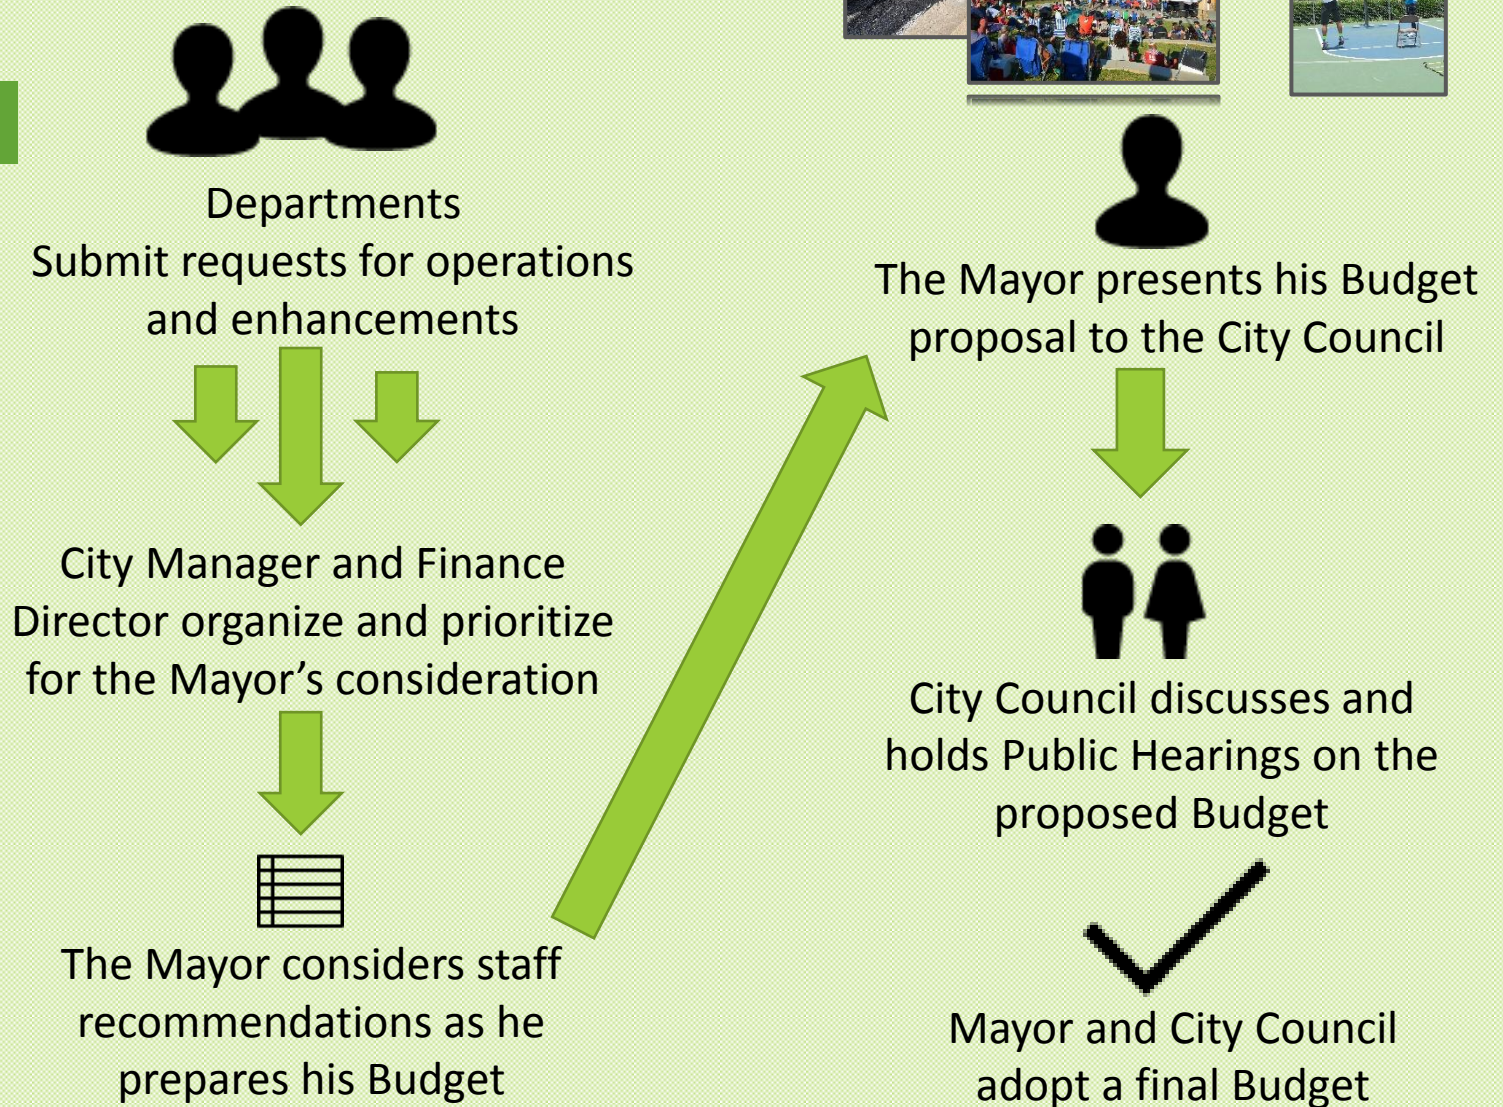 Departments
Submit requests for operations
and enhancements
City Manager and Finance
Director organize and prioritize
for the Mayor’s consideration
The Mayor considers staff
recommendations as he
prepares his Budget
The Mayor presents his Budget
proposal to the City Council
City Council discusses and
holds Public Hearings on the
proposed Budget
Mayor and City Council
adopt a final Budget